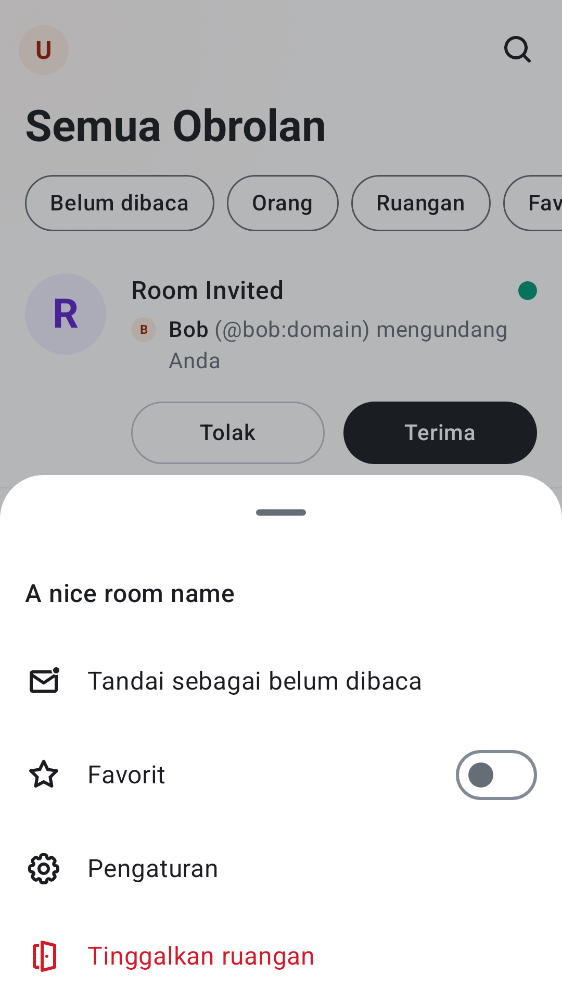 U
Semua Obrolan
Belum dibaca
Orang
Ruangan
Fav
R
Room Invited
B
Bob (@bob:domain) mengundang
Anda
Tolak
Terima
A nice room name
Tandai sebagai belum dibaca
Favorit
Pengaturan
Tinggalkan ruangan